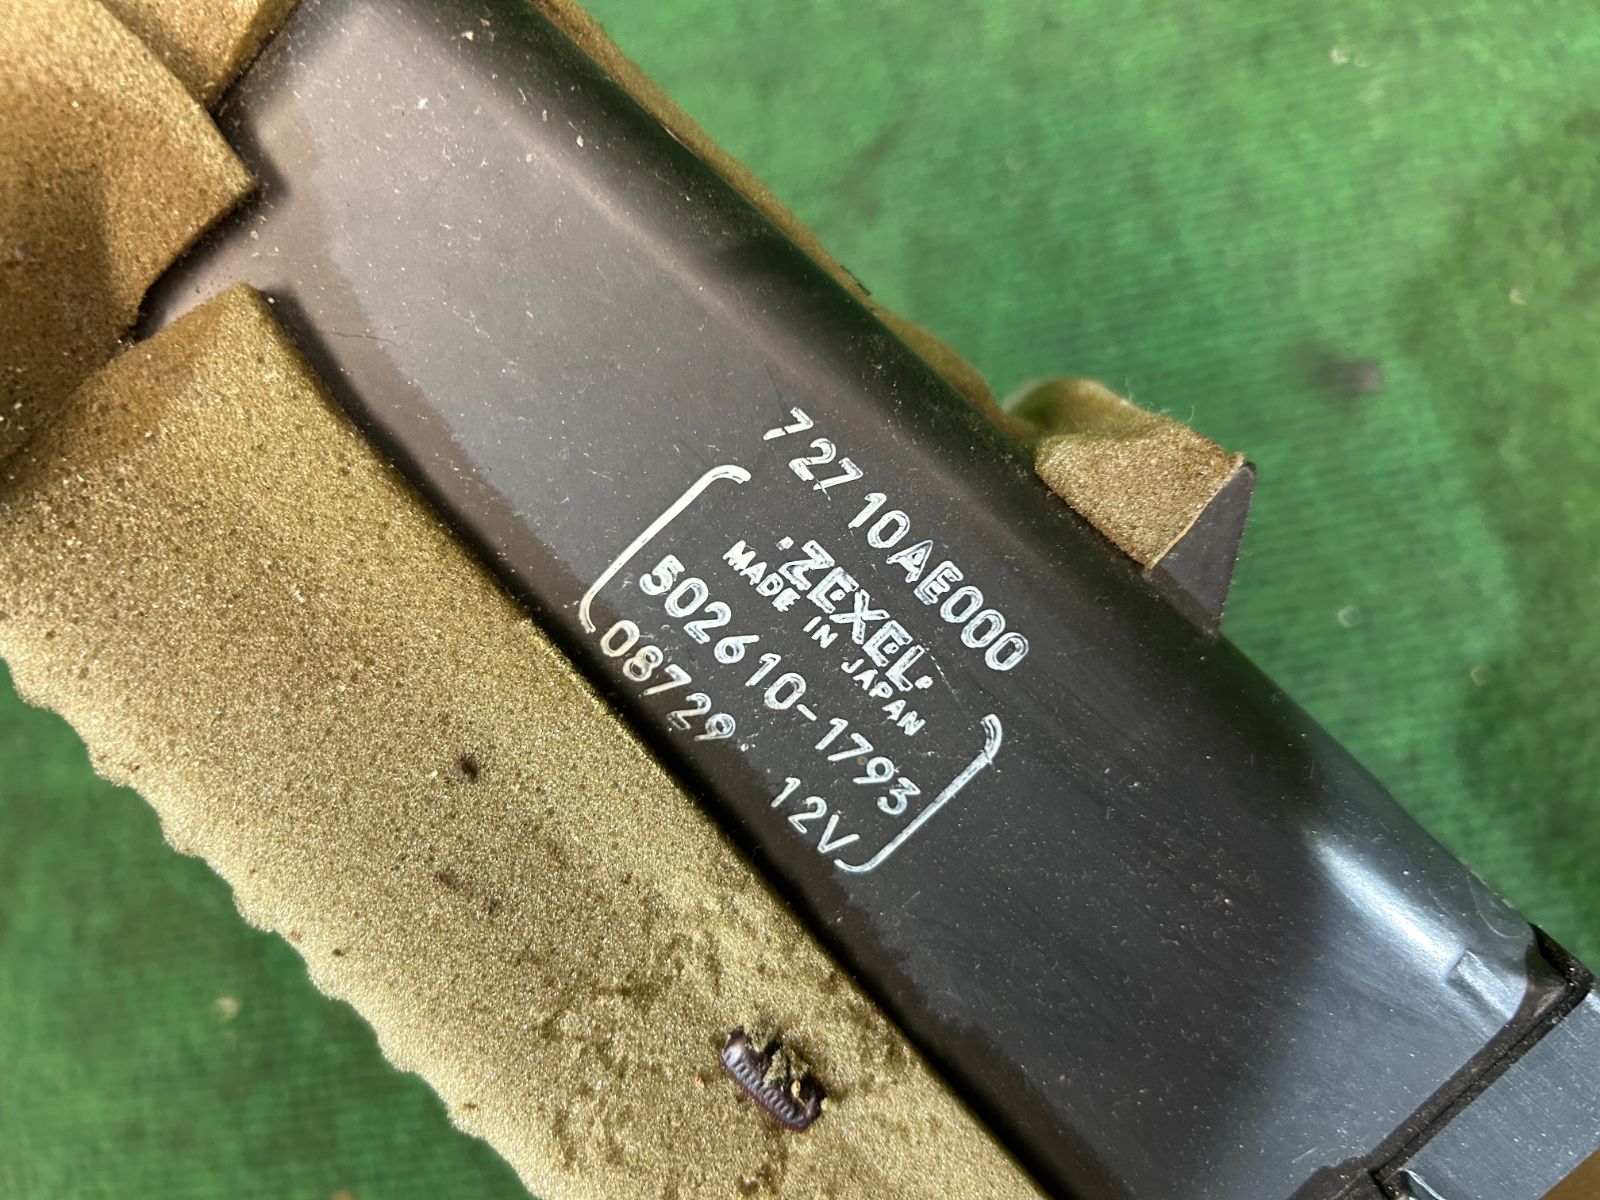 72710AE000
ZEXEL
MADE IN JAPAN
502610-1793
08729 12V